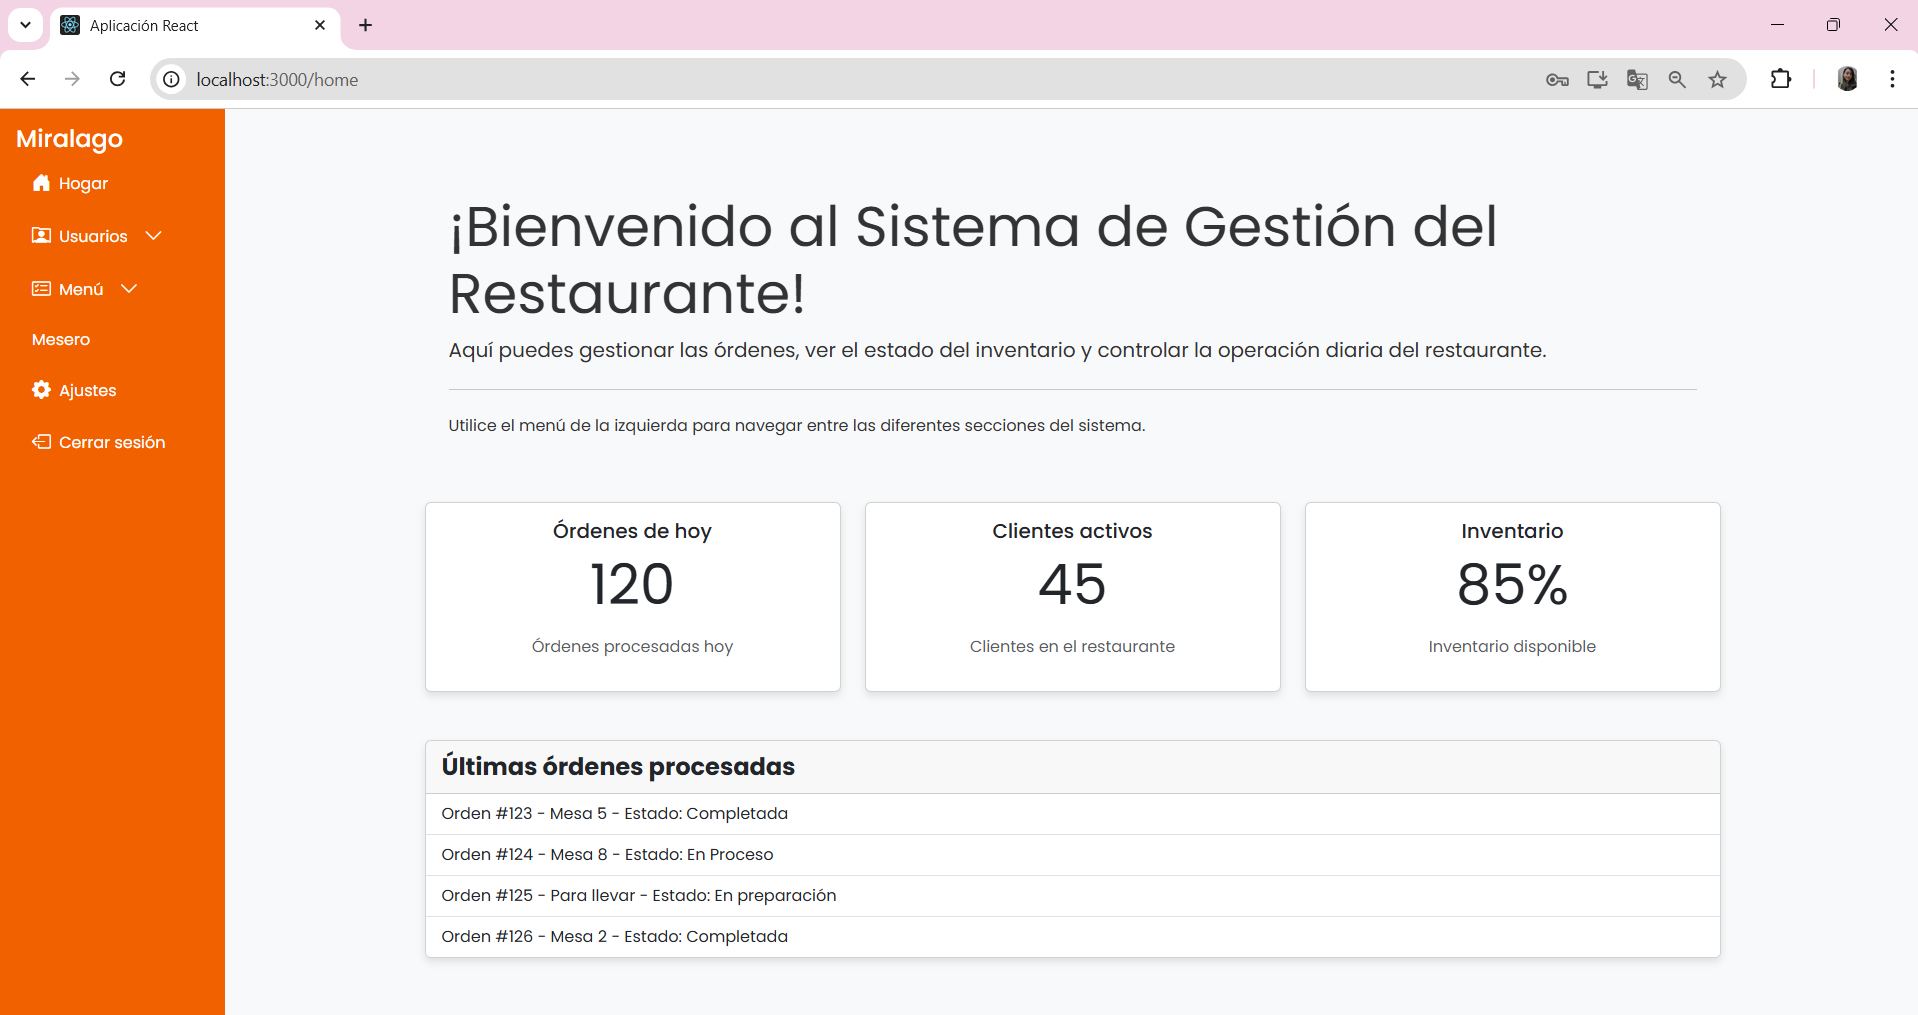 Aplicación React
localhost:3000/home
Miralago
Hogar
Usuarios
Menú
Mesero
Ajustes
Cerrar sesión
¡Bienvenido al Sistema de Gestión del
Restaurante!
Aquí puedes gestionar las órdenes, ver el estado del inventario y controlar la operación diaria del restaurante.
Utilice el menú de la izquierda para navegar entre las diferentes secciones del sistema.
Órdenes de hoy
120
Órdenes procesadas hoy
Clientes activos
45
Clientes en el restaurante
Inventario
85%
Inventario disponible
Últimas órdenes procesadas
Orden #123 - Mesa 5 - Estado: Completada
Orden #124 - Mesa 8 - Estado: En Proceso
Orden #125 - Para llevar - Estado: En preparación
Orden #126 - Mesa 2 - Estado: Completada